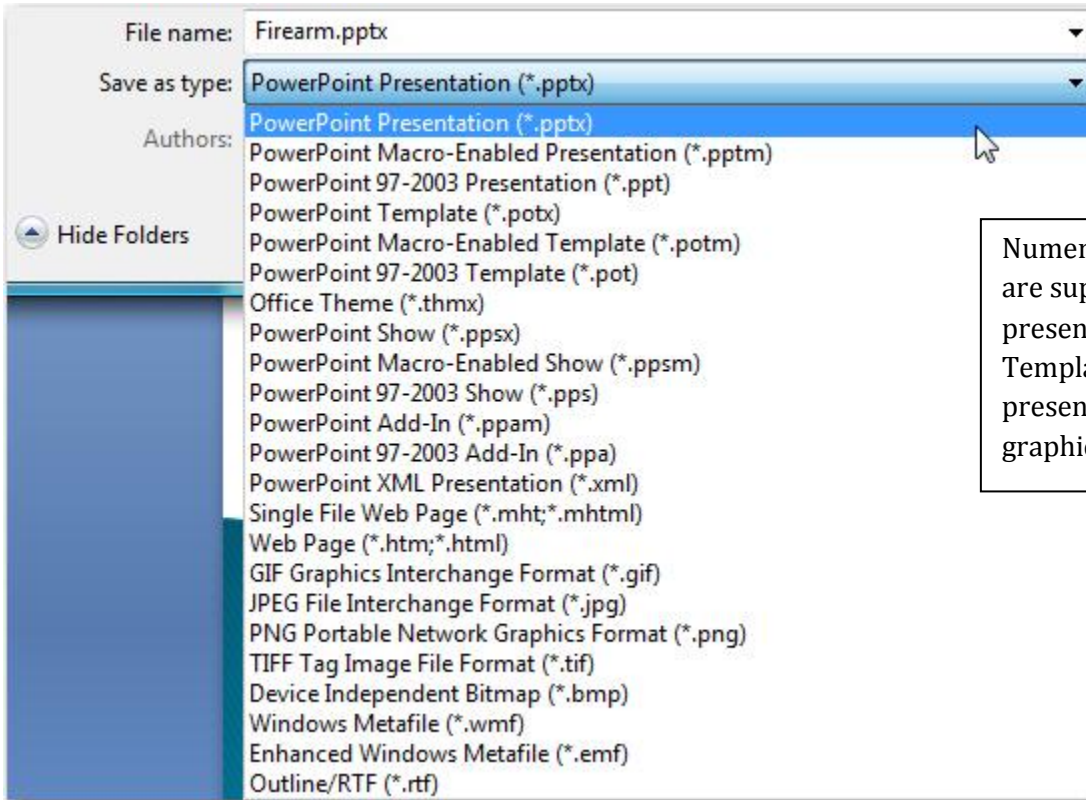 File name: Firearm.pptx
Save as type: PowerPoint Presentation (*.pptx)
Authors:
Hide Folders
PowerPoint Presentation (*.pptx)
PowerPoint Macro-Enabled Presentation (*.pptm)
PowerPoint 97-2003 Presentation (*.ppt)
PowerPoint Template (*.potx)
PowerPoint Macro-Enabled Template (*.potm)
PowerPoint 97-2003 Template (*.pot)
Office Theme (*.thmx)
PowerPoint Show (*.ppsx)
PowerPoint Macro-Enabled Show (*.ppsm)
PowerPoint 97-2003 Show (*.pps)
PowerPoint Add-In (*.ppam)
PowerPoint 97-2003 Add-In (*.ppa)
PowerPoint XML Presentation (*.xml)
Single File Web Page (*.mht;*.mhtml)
Web Page (*.htm;*.html)
GIF Graphics Interchange Format (*.gif)
JPEG File Interchange Format (*.jpg)
PNG Portable Network Graphics Format (*.png)
TIFF Tag Image File Format (*.tif)
Device Independent Bitmap (*.bmp)
Windows Metafile (*.wmf)
Enhanced Windows Metafile (*.emf)
Outline/RTF (*.rtf)
are